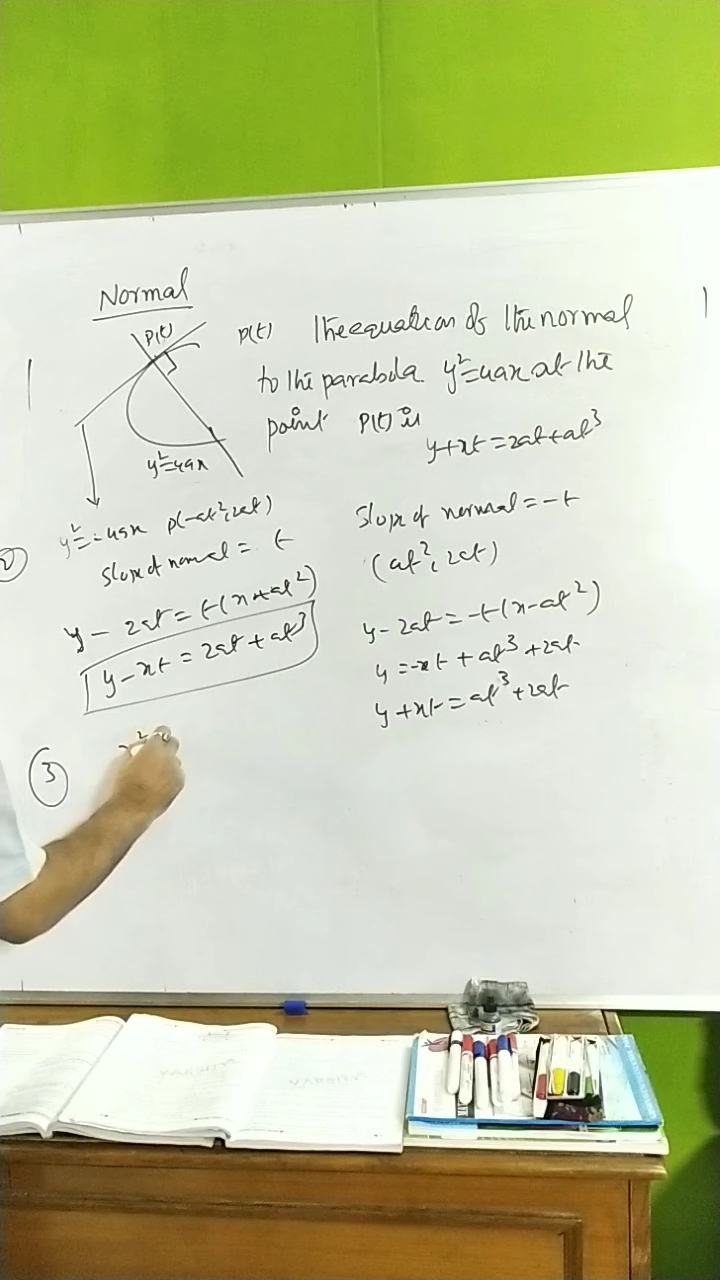 Normal
P(t)
y²=4ax
P(t) The equation of the normal
to the parabola y²=4ax at the
point P(t) is
y+xt=2at+at³
Slope of normal = -t
(at², 2at)
y-2at=-t(x-at²)
y=-xt+at³+2at
y+xt=at³+2at
② y²=-4ax P(-at², 2at)
Slope of normal = t
y-2at=t(x+at²)
y-xt=2at+at³
③